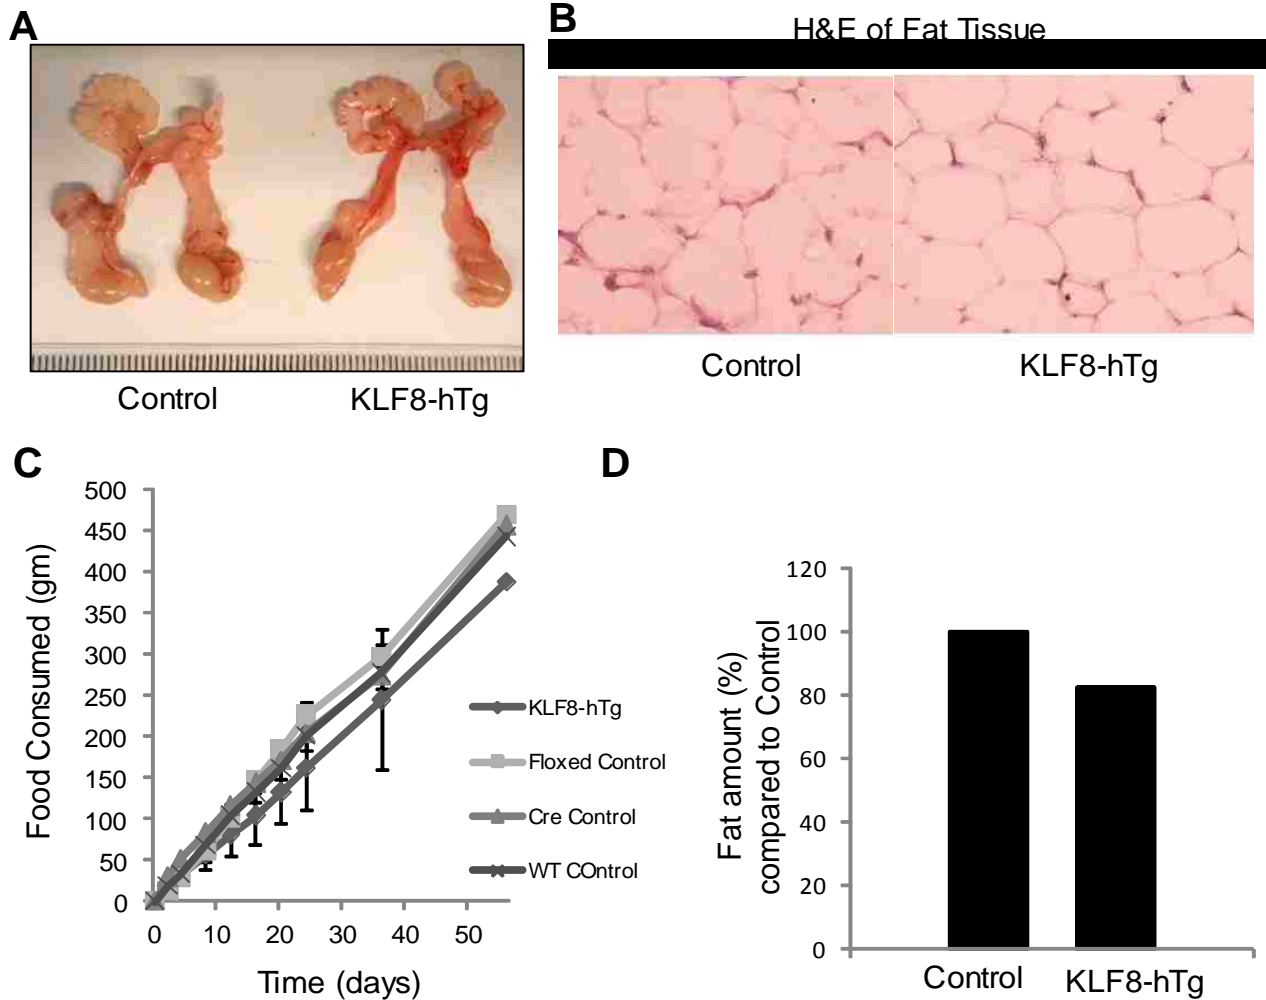 A
Control
KLF8-hTg
B
H&E of Fat Tissue
Control
KLF8-hTg
C
Food Consumed (gm)
500
450
400
350
300
250
200
150
100
50
0
0 10 20 30 40 50
Time (days)
KLF8-hTg
Floxed Control
Cre Control
WT COntrol
D
Fat amount (%)
compared to Control
120
100
80
60
40
20
0
Control
KLF8-hTg